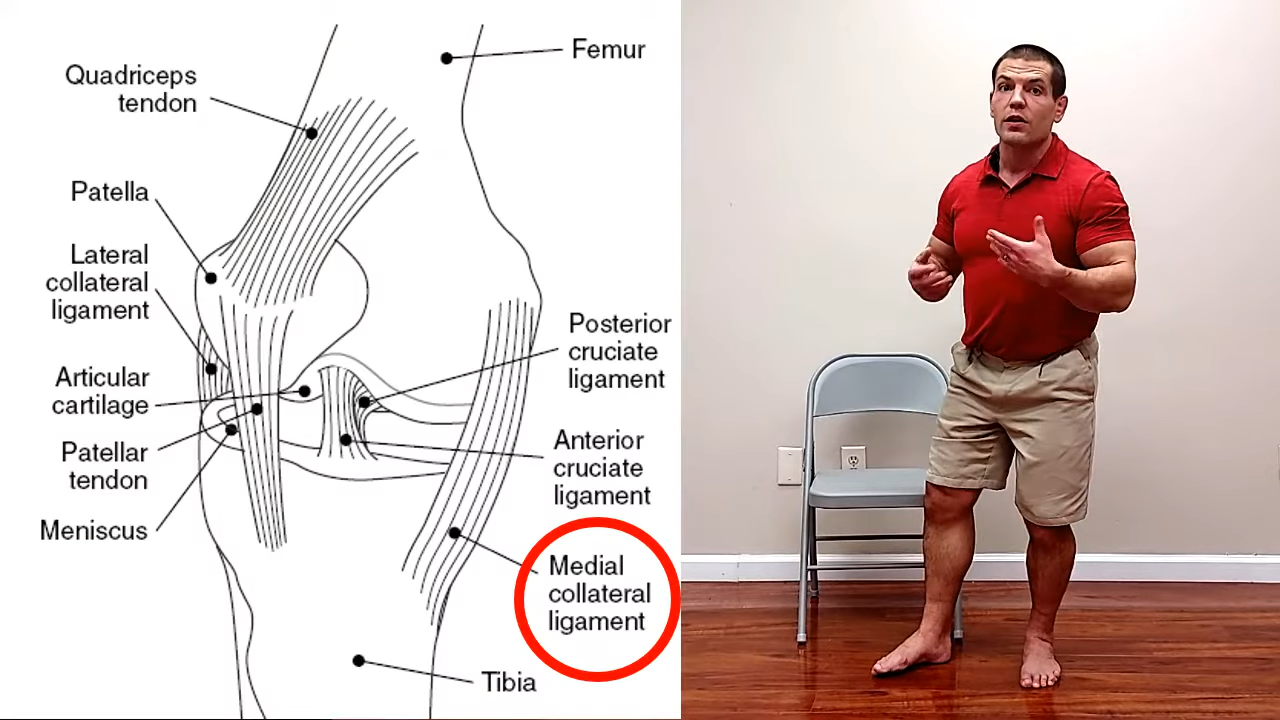 Femur
Quadriceps
tendon
Patella
Lateral
collateral
ligament
Posterior
cruciate
ligament
Articular
cartilage
Anterior
cruciate
ligament
Patellar
tendon
Meniscus
Medial
collateral
ligament
Tibia